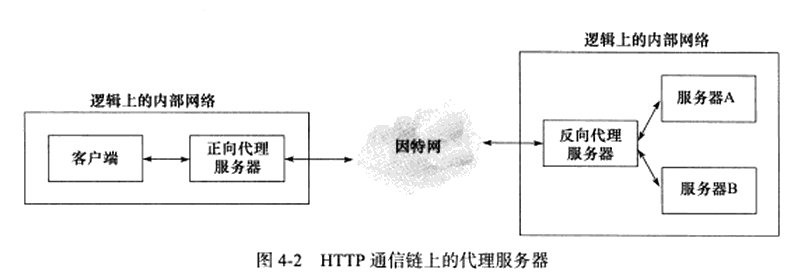 逻辑上的内部网络
逻辑上的内部网络
服务器A
客户端
正向代理
服务器
因特网
反向代理
服务器
服务器B
图 4-2 HTTP 通信链上的代理服务器